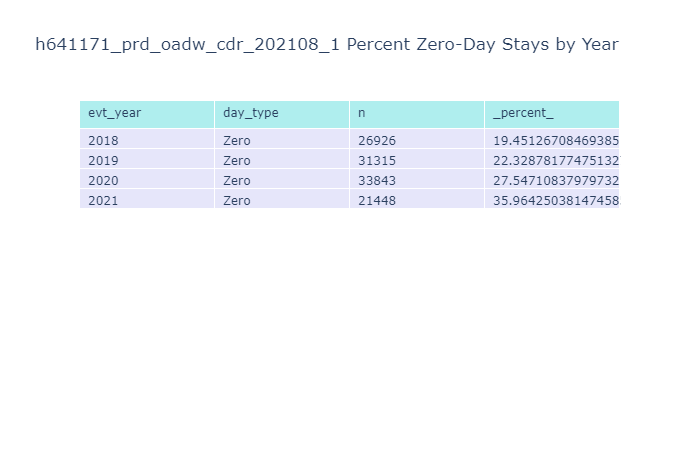 h641171_prd_oadw_cdr_202108_1 Percent Zero-Day Stays by Year
evt_year day_type n _percent_
2018 Zero 26926 19.45126708469385
2019 Zero 31315 22.32878177475132
2020 Zero 33843 27.54710837979732
2021 Zero 21448 35.96425038147458